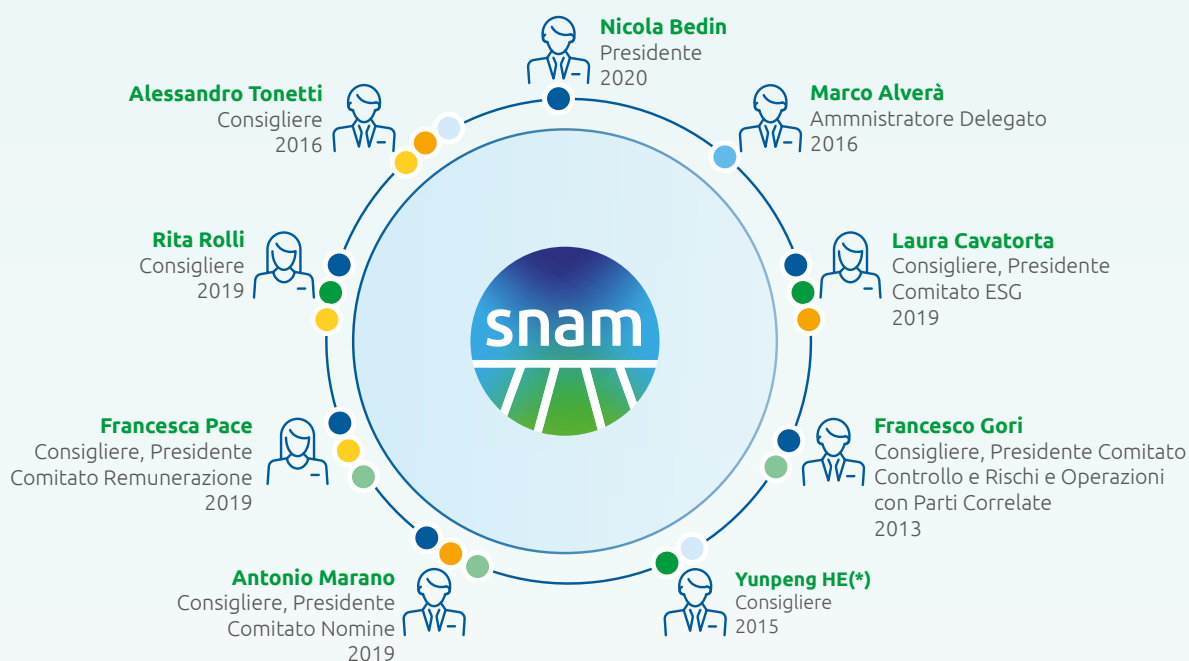 Nicola Bedin
Presidente
2020
Marco Alverà
Ammnistratore Delegato
2016
Laura Cavatorta
Consigliere, Presidente
Comitato ESG
2019
Francesco Gori
Consigliere, Presidente Comitato
Controllo e Rischi e Operazioni
con Parti Correlate
2013
Yunpeng HE(*)
Consigliere
2015
Antonio Marano
Consigliere, Presidente
Comitato Nomine
2019
Francesca Pace
Consigliere, Presidente
Comitato Remunerazione
2019
Rita Rolli
Consigliere
2019
Alessandro Tonetti
Consigliere
2016
snam